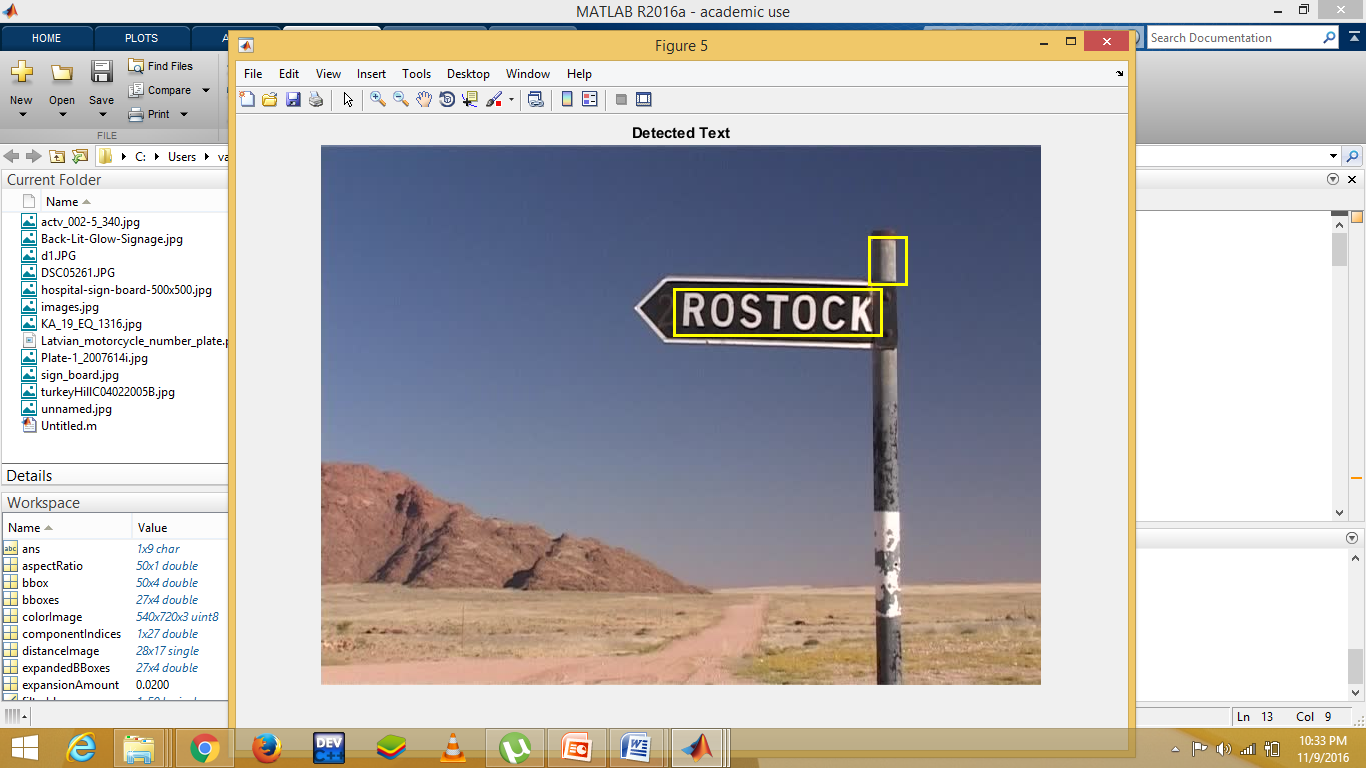 MATLAB R2016a - academic use
HOME PLOTS A
Search Documentation
Figure 5
File Edit View Insert Tools Desktop Window Help
New Open Save
Find Files
Compare
Print
FILE
C: Users va
Detected Text
ROSTOCK
Current Folder
Name
actv_002-5_340.jpg
Back-Lit-Glow-Signage.jpg
d1.JPG
DSC05261.JPG
hospital-sign-board-500x500.jpg
images.jpg
KA_19_EQ_1316.jpg
Latvian_motorcycle_number_plate.p
Plate-1_2007614i.jpg
sign_board.jpg
turkeyHillC04022005B.jpg
unnamed.jpg
Untitled.m
Details
Workspace
Name Value
abc ans 1x9 char
aspectRatio 50x1 double
bbox 50x4 double
bboxes 27x4 double
colorImage 540x720x3 uint8
componentIndices 1x27 double
distanceImage 28x17 single
expandedBBoxes 27x4 double
expansionAmount 0.0200
Ln 13 Col 9
DEV C++
10:33 PM
11/9/2016